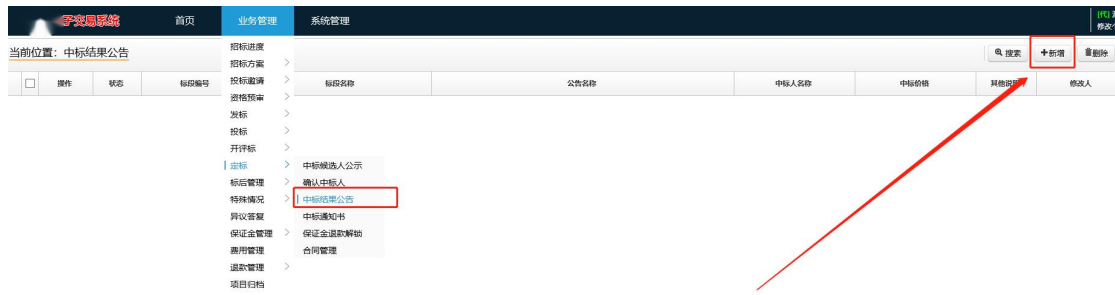 子交易系统 首页 业务管理 系统管理 [代]
修改
当前位置：中标结果公告 搜索 +新增 删除
操作 状态 标段编号 标段名称 公告名称 中标人名称 中标价格 其他说明 修改人
招标进度
招标方案 >
投标邀请 >
资格预审 >
发标 >
投标 >
开评标 >
定标 > 中标候选人公示
标后管理 > 确认中标人
特殊情况 > 中标结果公告
异议答复 中标通知书
保证金管理 > 保证金退款解锁
费用管理 合同管理
退款管理 >
项目归档